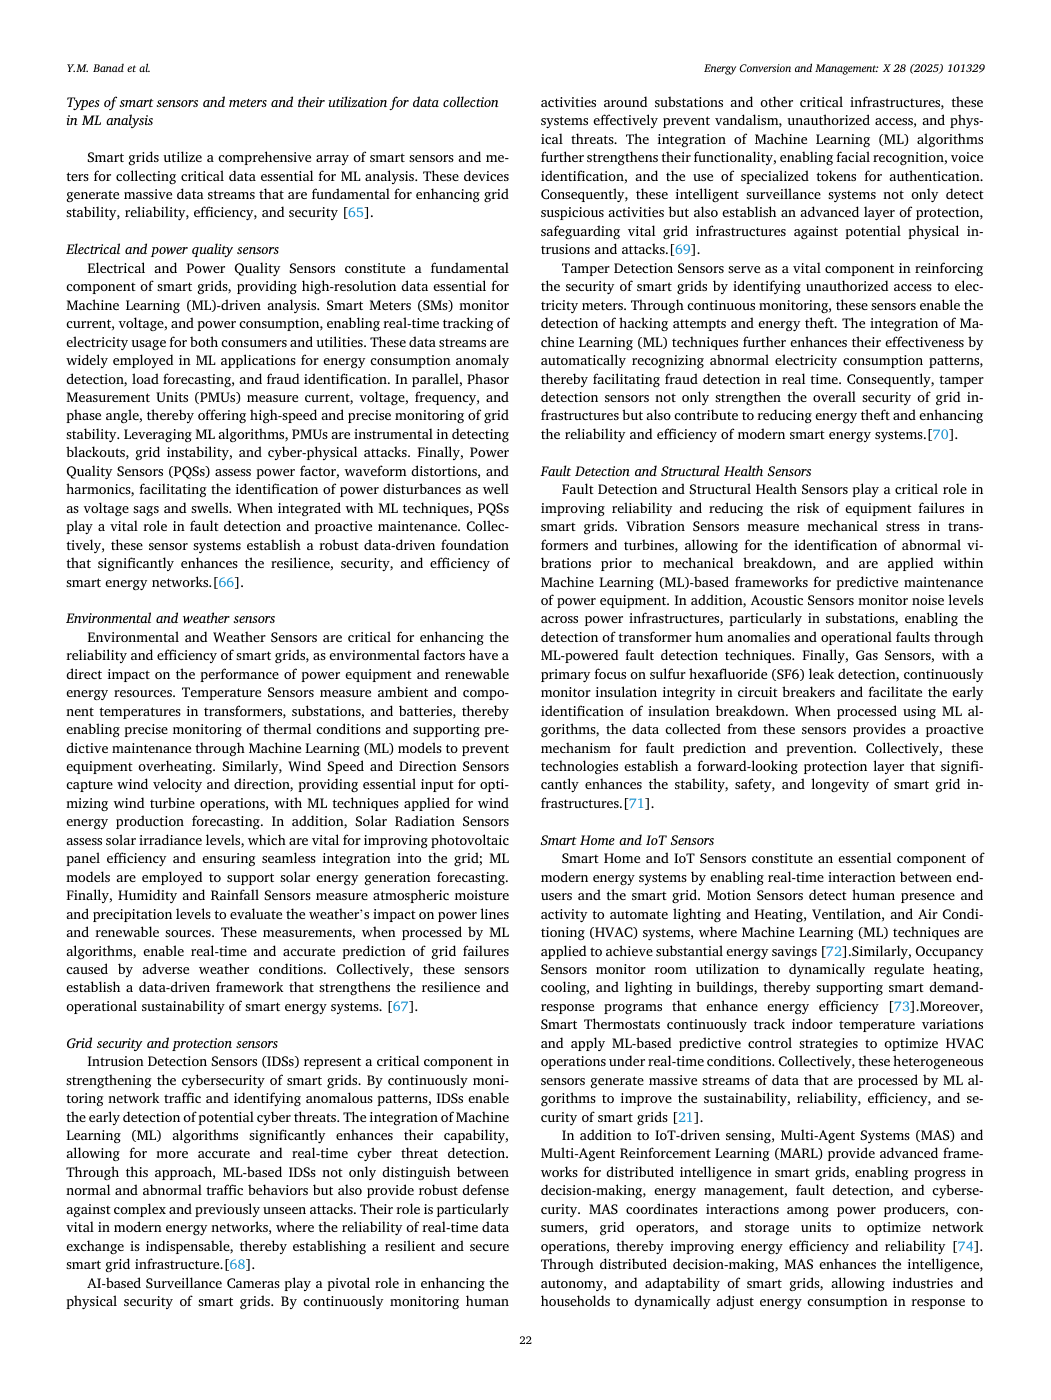 Y.M. Banad et al.
Energy Conversion and Management: X 28 (2025) 101329
Types of smart sensors and meters and their utilization for data collection
in ML analysis
Smart grids utilize a comprehensive array of smart sensors and me-
ters for collecting critical data essential for ML analysis. These devices
generate massive data streams that are fundamental for enhancing grid
stability, reliability, efficiency, and security [65].
Electrical and power quality sensors
Electrical and Power Quality Sensors constitute a fundamental
component of smart grids, providing high-resolution data essential for
Machine Learning (ML)-driven analysis. Smart Meters (SMs) monitor
current, voltage, and power consumption, enabling real-time tracking of
electricity usage for both consumers and utilities. These data streams are
widely employed in ML applications for energy consumption anomaly
detection, load forecasting, and fraud identification. In parallel, Phasor
Measurement Units (PMUs) measure current, voltage, frequency, and
phase angle, thereby offering high-speed and precise monitoring of grid
stability. Leveraging ML algorithms, PMUs are instrumental in detecting
blackouts, grid instability, and cyber-physical attacks. Finally, Power
Quality Sensors (PQSs) assess power factor, waveform distortions, and
harmonics, facilitating the identification of power disturbances as well
as voltage sags and swells. When integrated with ML techniques, PQSs
play a vital role in fault detection and proactive maintenance. Collec-
tively, these sensor systems establish a robust data-driven foundation
that significantly enhances the resilience, security, and efficiency of
smart energy networks.[66].
Environmental and weather sensors
Environmental and Weather Sensors are critical for enhancing the
reliability and efficiency of smart grids, as environmental factors have a
direct impact on the performance of power equipment and renewable
energy resources. Temperature Sensors measure ambient and compo-
nent temperatures in transformers, substations, and batteries, thereby
enabling precise monitoring of thermal conditions and supporting pre-
dictive maintenance through Machine Learning (ML) models to prevent
equipment overheating. Similarly, Wind Speed and Direction Sensors
capture wind velocity and direction, providing essential input for opti-
mizing wind turbine operations, with ML techniques applied for wind
energy production forecasting. In addition, Solar Radiation Sensors
assess solar irradiance levels, which are vital for improving photovoltaic
panel efficiency and ensuring seamless integration into the grid; ML
models are employed to support solar energy generation forecasting.
Finally, Humidity and Rainfall Sensors measure atmospheric moisture
and precipitation levels to evaluate the weather's impact on power lines
and renewable sources. These measurements, when processed by ML
algorithms, enable real-time and accurate prediction of grid failures
caused by adverse weather conditions. Collectively, these sensors
establish a data-driven framework that strengthens the resilience and
operational sustainability of smart energy systems. [67].
Grid security and protection sensors
Intrusion Detection Sensors (IDSs) represent a critical component in
strengthening the cybersecurity of smart grids. By continuously moni-
toring network traffic and identifying anomalous patterns, IDSs enable
the early detection of potential cyber threats. The integration of Machine
Learning (ML) algorithms significantly enhances their capability,
allowing for more accurate and real-time cyber threat detection.
Through this approach, ML-based IDSs not only distinguish between
normal and abnormal traffic behaviors but also provide robust defense
against complex and previously unseen attacks. Their role is particularly
vital in modern energy networks, where the reliability of real-time data
exchange is indispensable, thereby establishing a resilient and secure
smart grid infrastructure.[68].
AI-based Surveillance Cameras play a pivotal role in enhancing the
physical security of smart grids. By continuously monitoring human
activities around substations and other critical infrastructures, these
systems effectively prevent vandalism, unauthorized access, and phys-
ical threats. The integration of Machine Learning (ML) algorithms
further strengthens their functionality, enabling facial recognition, voice
identification, and the use of specialized tokens for authentication.
Consequently, these intelligent surveillance systems not only detect
suspicious activities but also establish an advanced layer of protection,
safeguarding vital grid infrastructures against potential physical in-
trusions and attacks.[69].
Tamper Detection Sensors serve as a vital component in reinforcing
the security of smart grids by identifying unauthorized access to elec-
tricity meters. Through continuous monitoring, these sensors enable the
detection of hacking attempts and energy theft. The integration of Ma-
chine Learning (ML) techniques further enhances their effectiveness by
automatically recognizing abnormal electricity consumption patterns,
thereby facilitating fraud detection in real time. Consequently, tamper
detection sensors not only strengthen the overall security of grid in-
frastructures but also contribute to reducing energy theft and enhancing
the reliability and efficiency of modern smart energy systems.[70].
Fault Detection and Structural Health Sensors
Fault Detection and Structural Health Sensors play a critical role in
improving reliability and reducing the risk of equipment failures in
smart grids. Vibration Sensors measure mechanical stress in trans-
formers and turbines, allowing for the identification of abnormal vi-
brations prior to mechanical breakdown, and are applied within
Machine Learning (ML)-based frameworks for predictive maintenance
of power equipment. In addition, Acoustic Sensors monitor noise levels
across power infrastructures, particularly in substations, enabling the
detection of transformer hum anomalies and operational faults through
ML-powered fault detection techniques. Finally, Gas Sensors, with a
primary focus on sulfur hexafluoride (SF6) leak detection, continuously
monitor insulation integrity in circuit breakers and facilitate the early
identification of insulation breakdown. When processed using ML al-
gorithms, the data collected from these sensors provides a proactive
mechanism for fault prediction and prevention. Collectively, these
technologies establish a forward-looking protection layer that signifi-
cantly enhances the stability, safety, and longevity of smart grid in-
frastructures.[71].
Smart Home and IoT Sensors
Smart Home and IoT Sensors constitute an essential component of
modern energy systems by enabling real-time interaction between end-
users and the smart grid. Motion Sensors detect human presence and
activity to automate lighting and Heating, Ventilation, and Air Condi-
tioning (HVAC) systems, where Machine Learning (ML) techniques are
applied to achieve substantial energy savings [72].Similarly, Occupancy
Sensors monitor room utilization to dynamically regulate heating,
cooling, and lighting in buildings, thereby supporting smart demand-
response programs that enhance energy efficiency [73].Moreover,
Smart Thermostats continuously track indoor temperature variations
and apply ML-based predictive control strategies to optimize HVAC
operations under real-time conditions. Collectively, these heterogeneous
sensors generate massive streams of data that are processed by ML al-
gorithms to improve the sustainability, reliability, efficiency, and se-
curity of smart grids [21].
In addition to IoT-driven sensing, Multi-Agent Systems (MAS) and
Multi-Agent Reinforcement Learning (MARL) provide advanced frame-
works for distributed intelligence in smart grids, enabling progress in
decision-making, energy management, fault detection, and cyberse-
curity. MAS coordinates interactions among power producers, con-
sumers, grid operators, and storage units to optimize network
operations, thereby improving energy efficiency and reliability [74].
Through distributed decision-making, MAS enhances the intelligence,
autonomy, and adaptability of smart grids, allowing industries and
households to dynamically adjust energy consumption in response to
22